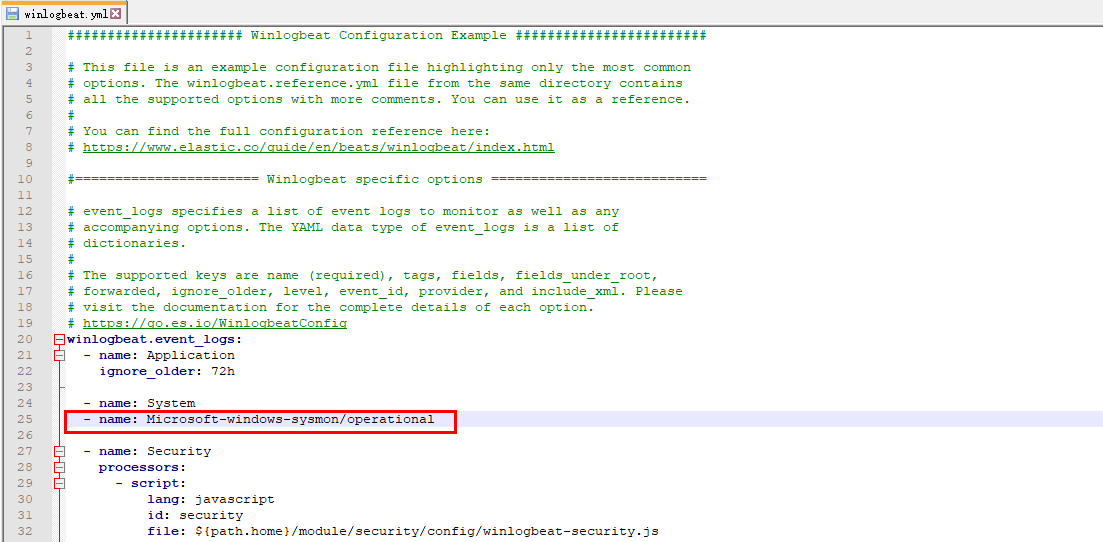 winlogbeat.yml
1 ###################### Winlogbeat Configuration Example ########################
2
3 # This file is an example configuration file highlighting only the most common
4 # options. The winlogbeat.reference.yml file from the same directory contains
5 # all the supported options with more comments. You can use it as a reference.
6 #
7 # You can find the full configuration reference here:
8 # https://www.elastic.co/guide/en/beats/winlogbeat/index.html
9
10 #======================= Winlogbeat specific options ===========================
11
12 # event_logs specifies a list of event logs to monitor as well as any
13 # accompanying options. The YAML data type of event_logs is a list of
14 # dictionaries.
15 #
16 # The supported keys are name (required), tags, fields, fields_under_root,
17 # forwarded, ignore_older, level, event_id, provider, and include_xml. Please
18 # visit the documentation for the complete details of each option.
19 # https://go.es.io/WinlogbeatConfig
20 winlogbeat.event_logs:
21 - name: Application
22 ignore_older: 72h
23
24 - name: System
25 - name: Microsoft-windows-sysmon/operational
26
27 - name: Security
28 processors:
29 - script:
30 lang: javascript
31 id: security
32 file: ${path.home}/module/security/config/winlogbeat-security.js